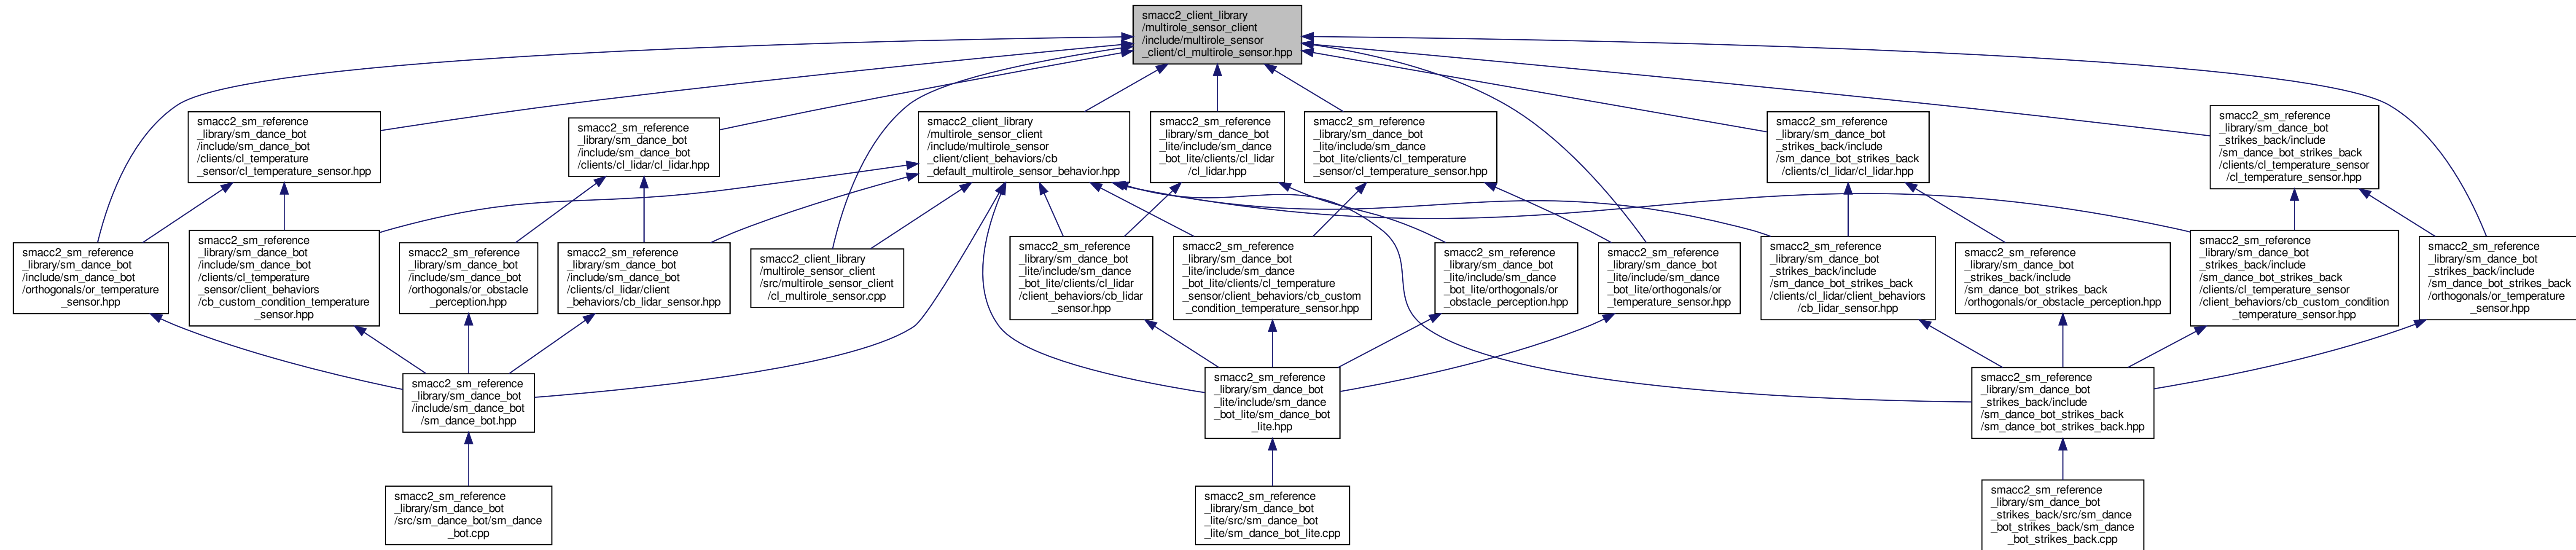 smacc2_client_library
/multirole_sensor_client
/include/multirole_sensor
_client/cl_multirole_sensor.hpp
smacc2_sm_reference
_library/sm_dance_bot
/include/sm_dance_bot
/clients/cl_temperature
_sensor/cl_temperature_sensor.hpp
smacc2_sm_reference
_library/sm_dance_bot
/include/sm_dance_bot
/clients/cl_lidar/cl_lidar.hpp
smacc2_client_library
/multirole_sensor_client
/include/multirole_sensor
_client/client_behaviors/cb
_default_multirole_sensor_behavior.hpp
smacc2_sm_reference
_library/sm_dance_bot
_lite/include/sm_dance
_bot_lite/clients/cl_lidar
/cl_lidar.hpp
smacc2_sm_reference
_library/sm_dance_bot
_lite/include/sm_dance
_bot_lite/clients/cl_temperature
_sensor/cl_temperature_sensor.hpp
smacc2_sm_reference
_library/sm_dance_bot
_strikes_back/include
/sm_dance_bot_strikes_back
/clients/cl_lidar/cl_lidar.hpp
smacc2_sm_reference
_library/sm_dance_bot
_strikes_back/include
/sm_dance_bot_strikes_back
/clients/cl_temperature_sensor
/cl_temperature_sensor.hpp
smacc2_sm_reference
_library/sm_dance_bot
/include/sm_dance_bot
/orthogonals/or_temperature
_sensor.hpp
smacc2_sm_reference
_library/sm_dance_bot
/include/sm_dance_bot
/clients/cl_temperature
_sensor/client_behaviors
/cb_custom_condition_temperature
_sensor.hpp
smacc2_sm_reference
_library/sm_dance_bot
/include/sm_dance_bot
/orthogonals/or_obstacle
_perception.hpp
smacc2_sm_reference
_library/sm_dance_bot
/include/sm_dance_bot
/clients/cl_lidar/client
_behaviors/cb_lidar_sensor.hpp
smacc2_client_library
/multirole_sensor_client
/src/multirole_sensor_client
/cl_multirole_sensor.cpp
smacc2_sm_reference
_library/sm_dance_bot
_lite/include/sm_dance
_bot_lite/clients/cl_lidar
/client_behaviors/cb_lidar
_sensor.hpp
smacc2_sm_reference
_library/sm_dance_bot
_lite/include/sm_dance
_bot_lite/clients/cl_temperature
_sensor/client_behaviors/cb_custom
_condition_temperature_sensor.hpp
smacc2_sm_reference
_library/sm_dance_bot
_lite/include/sm_dance
_bot_lite/orthogonals/or
_obstacle_perception.hpp
smacc2_sm_reference
_library/sm_dance_bot
_lite/include/sm_dance
_bot_lite/orthogonals/or
_temperature_sensor.hpp
smacc2_sm_reference
_library/sm_dance_bot
_strikes_back/include
/sm_dance_bot_strikes_back
/clients/cl_lidar/client_behaviors
/cb_lidar_sensor.hpp
smacc2_sm_reference
_library/sm_dance_bot
_strikes_back/include
/sm_dance_bot_strikes_back
/orthogonals/or_obstacle_perception.hpp
smacc2_sm_reference
_library/sm_dance_bot
_strikes_back/include
/sm_dance_bot_strikes_back
/clients/cl_temperature_sensor
/client_behaviors/cb_custom_condition
_temperature_sensor.hpp
smacc2_sm_reference
_library/sm_dance_bot
_strikes_back/include
/sm_dance_bot_strikes_back
/orthogonals/or_temperature
_sensor.hpp
smacc2_sm_reference
_library/sm_dance_bot
/include/sm_dance_bot
/sm_dance_bot.hpp
smacc2_sm_reference
_library/sm_dance_bot
_lite/include/sm_dance
_bot_lite/sm_dance_bot
_lite.hpp
smacc2_sm_reference
_library/sm_dance_bot
_strikes_back/include
/sm_dance_bot_strikes_back
/sm_dance_bot_strikes_back.hpp
smacc2_sm_reference
_library/sm_dance_bot
/src/sm_dance_bot/sm_dance
_bot.cpp
smacc2_sm_reference
_library/sm_dance_bot
_lite/src/sm_dance_bot
_lite/sm_dance_bot_lite.cpp
smacc2_sm_reference
_library/sm_dance_bot
_strikes_back/src/sm_dance
_bot_strikes_back/sm_dance
_bot_strikes_back.cpp